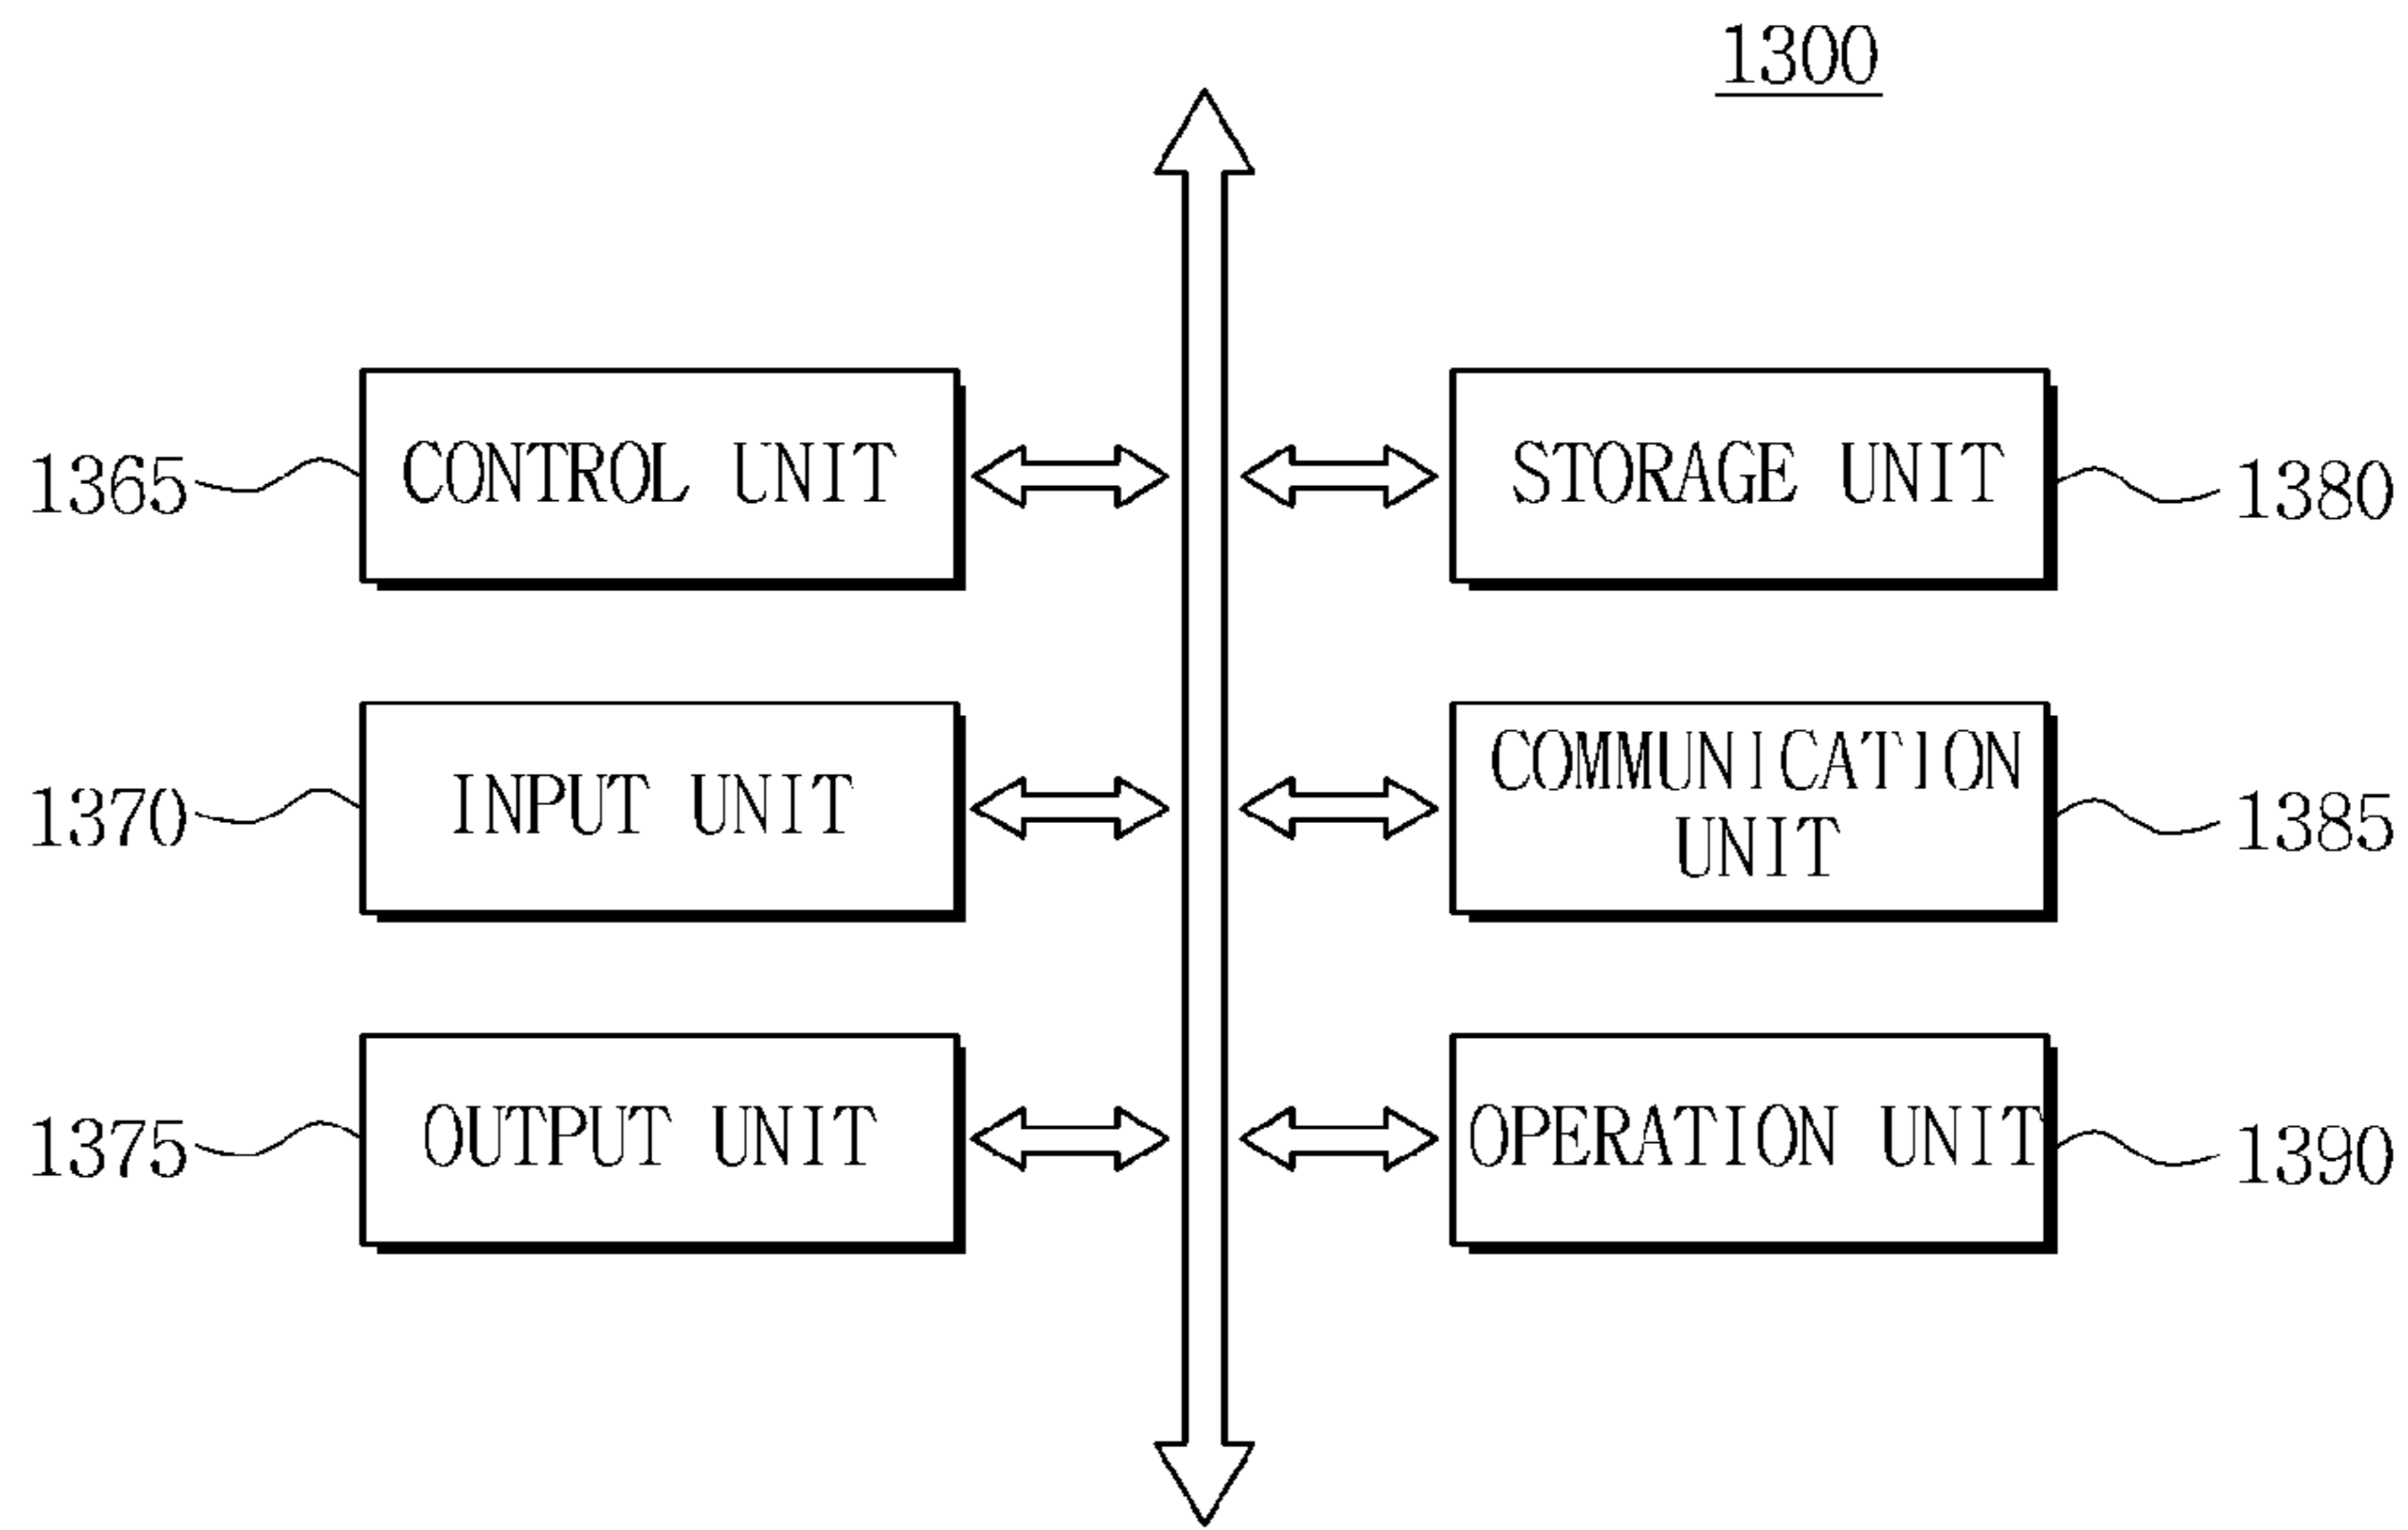 1300
1365 CONTROL UNIT STORAGE UNIT 1380
1370 INPUT UNIT COMMUNICATION UNIT 1385
1375 OUTPUT UNIT OPERATION UNIT 1390